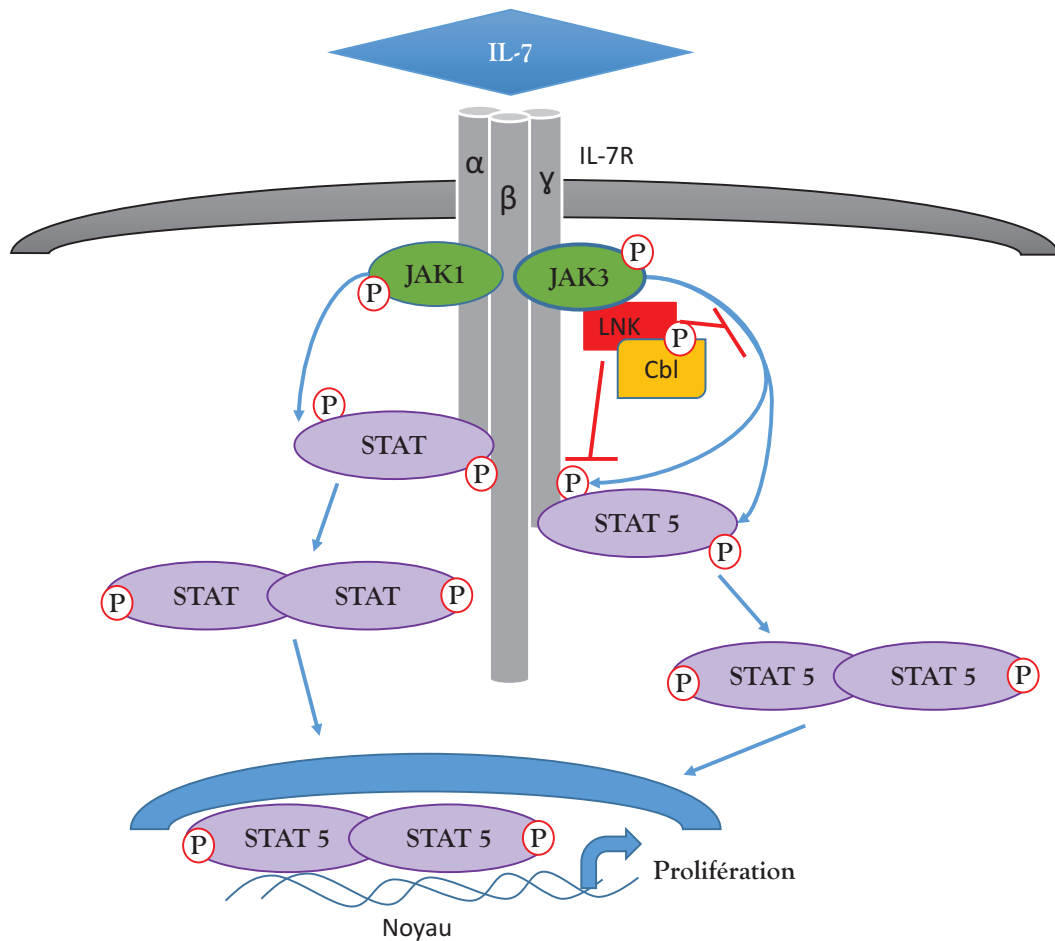 IL-7
α
β
ɣ
IL-7R
JAK1
P
JAK3
P
LNK
P
Cbl
P
STAT
P
P
STAT 5
P
P
STAT
STAT
P
P
STAT 5
STAT 5
P
P
STAT 5
STAT 5
P
Prolifération
Noyau